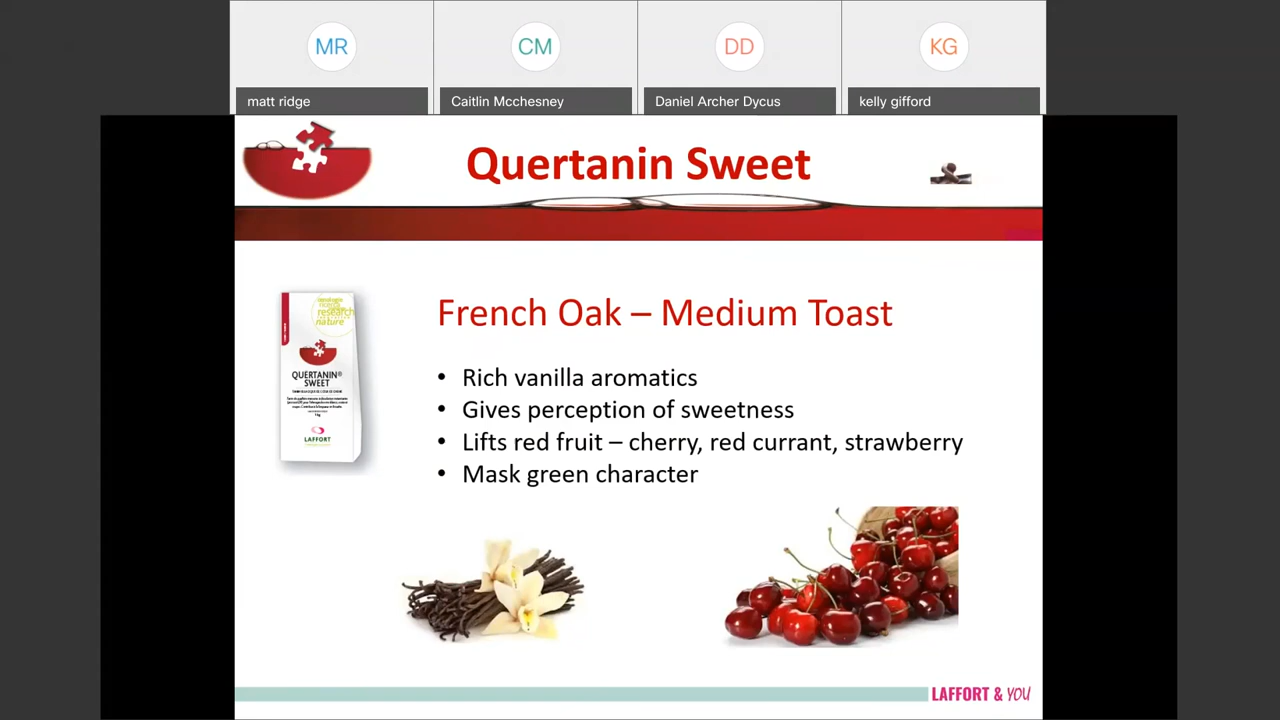 MR
CM
DD
KG
matt ridge
Caitlin Mcchesney
Daniel Archer Dycus
kelly gifford
Quertanin Sweet
research
nature
QUERTANIN®
SWEET
LAFFORT
French Oak – Medium Toast
• Rich vanilla aromatics
• Gives perception of sweetness
• Lifts red fruit – cherry, red currant, strawberry
• Mask green character
LAFFORT & YOU